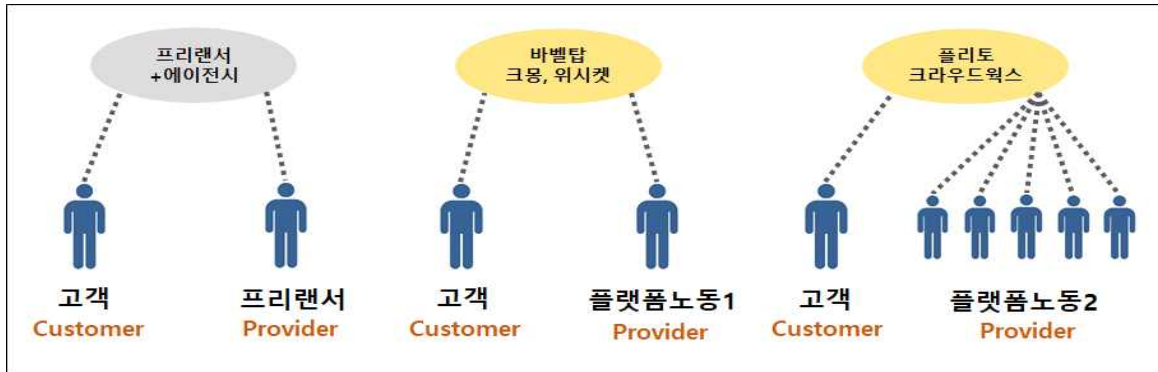 프리랜서
+에이전시
바벨탑
크몽, 위시켓
플리토
크라우드웍스
고객
Customer
프리랜서
Provider
고객
Customer
플랫폼노동1
Provider
고객
Customer
플랫폼노동2
Provider